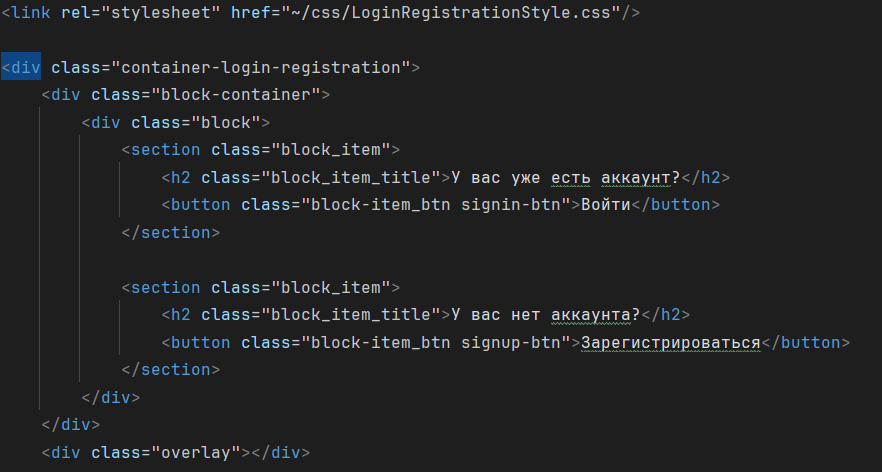 <link rel="stylesheet" href="~/css/LoginRegistrationStyle.css"/>
<div class="container-login-registration">
<div class="block-container">
<div class="block">
<section class="block_item">
<h2 class="block_item_title">У вас уже есть аккаунт?</h2>
<button class="block-item_btn signin-btn">Войти</button>
</section>
<section class="block_item">
<h2 class="block_item_title">У вас нет аккаунта?</h2>
<button class="block-item_btn signup-btn">Зарегистрироваться</button>
</section>
</div>
</div>
<div class="overlay"></div>